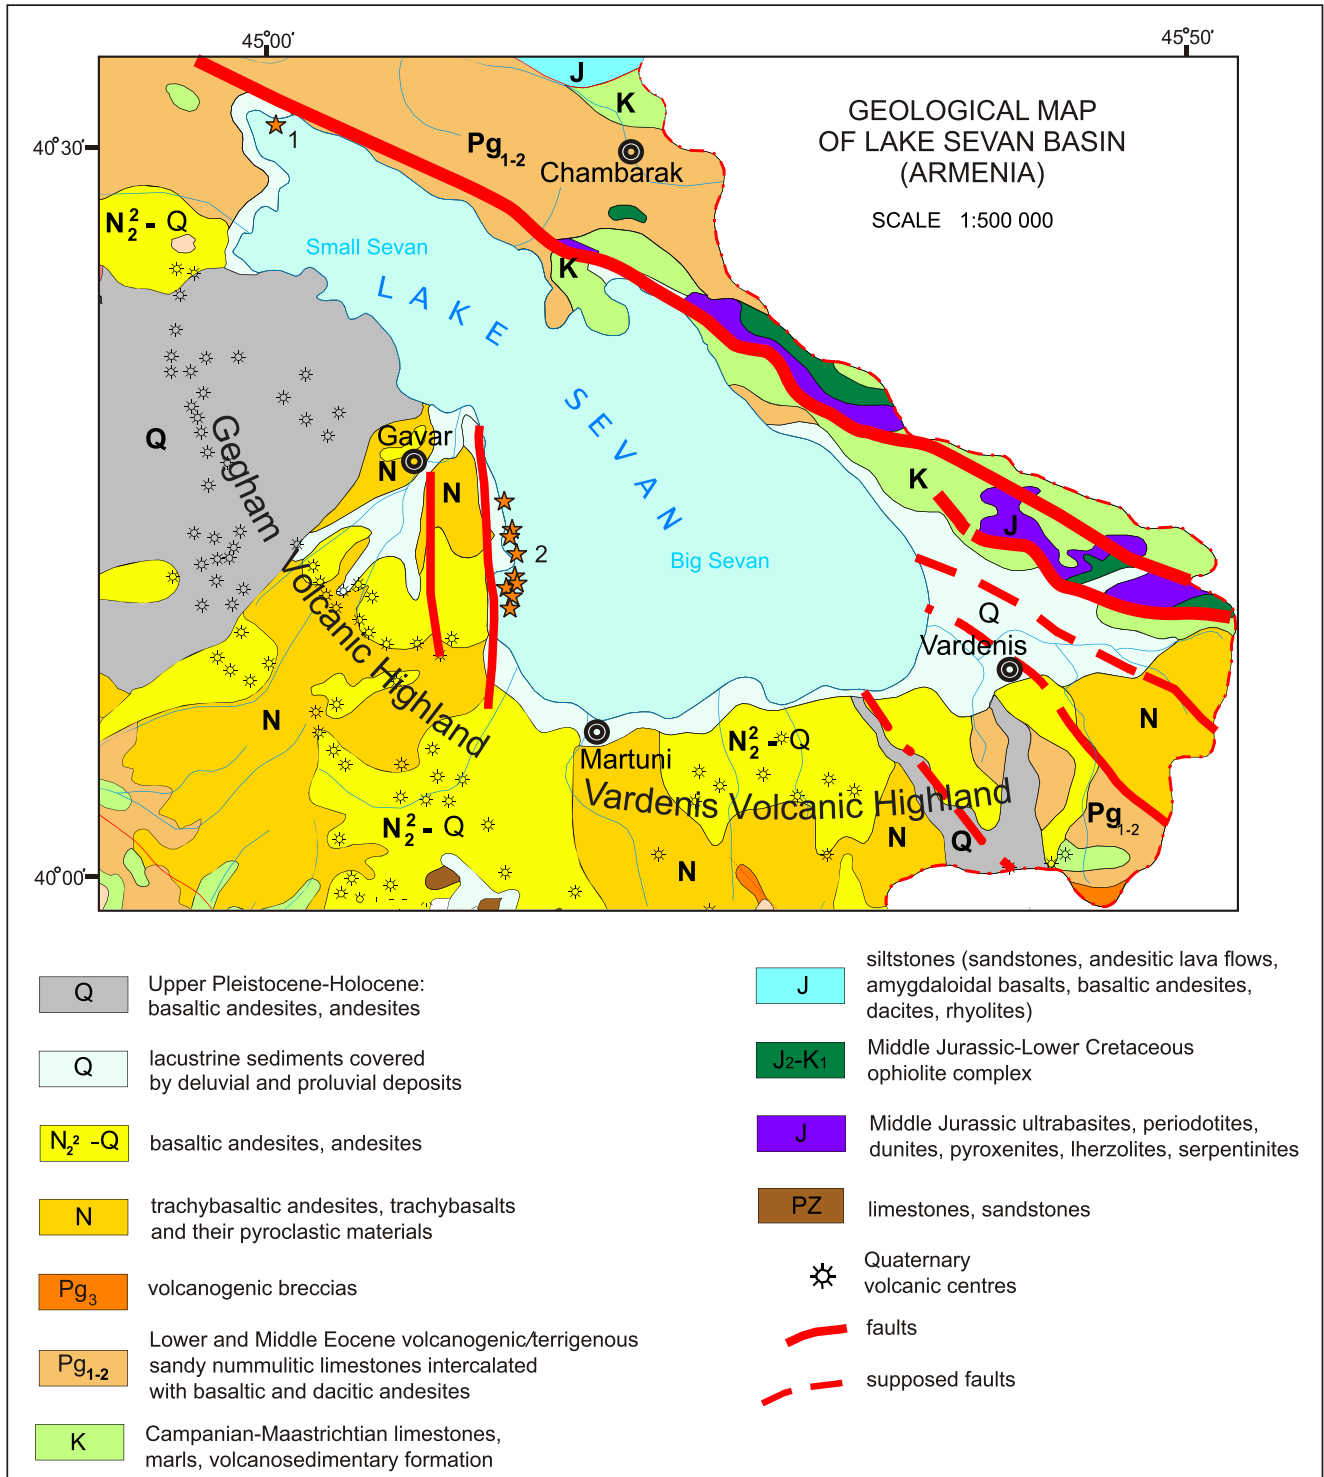 45°00'
45°50'
40°30'
40°00'
GEOLOGICAL MAP
OF LAKE SEVAN BASIN
(ARMENIA)
SCALE 1:500 000
J
K
Pg1-2
Chambarak
1
N₂²- Q
Small Sevan
K
LAKE
SEVAN
Q
Gavar
N
N
K
J
2
Big Sevan
Gegham
Volcanic Highland
Q
Vardenis
N
N
N₂²- Q
Martuni
Vardenis Volcanic Highland
N₂²- Q
Pg1-2
N
Q
N
Q
Upper Pleistocene-Holocene:
basaltic andesites, andesites
Q
lacustrine sediments covered
by deluvial and proluvial deposits
N₂² -Q
basaltic andesites, andesites
N
trachybasaltic andesites, trachybasalts
and their pyroclastic materials
Pg₃
volcanogenic breccias
Pg1-2
Lower and Middle Eocene volcanogenic/terrigenous
sandy nummulitic limestones intercalated
with basaltic and dacitic andesites
K
Campanian-Maastrichtian limestones,
marls, volcanosedimentary formation
J
siltstones (sandstones, andesitic lava flows,
amygdaloidal basalts, basaltic andesites,
dacites, rhyolites)
J₂-K₁
Middle Jurassic-Lower Cretaceous
ophiolite complex
J
Middle Jurassic ultrabasites, periodotites,
dunites, pyroxenites, lherzolites, serpentinites
PZ
limestones, sandstones
Quaternary
volcanic centres
faults
supposed faults